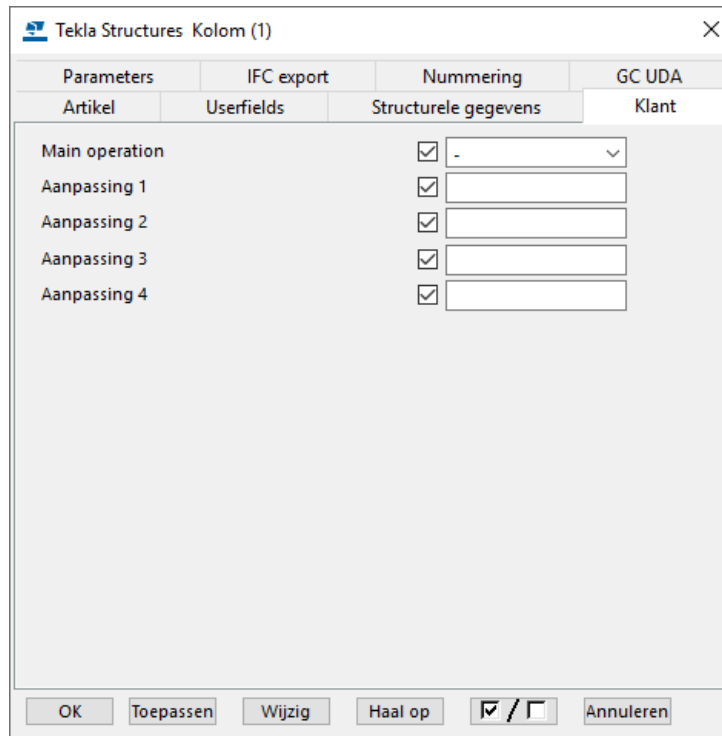 Tekla Structures Kolom (1)
Parameters IFC export Nummering GC UDA
Artikel Userfields Structurele gegevens Klant
Main operation -
Aanpassing 1
Aanpassing 2
Aanpassing 3
Aanpassing 4
OK Toepassen Wijzig Haal op / Annuleren